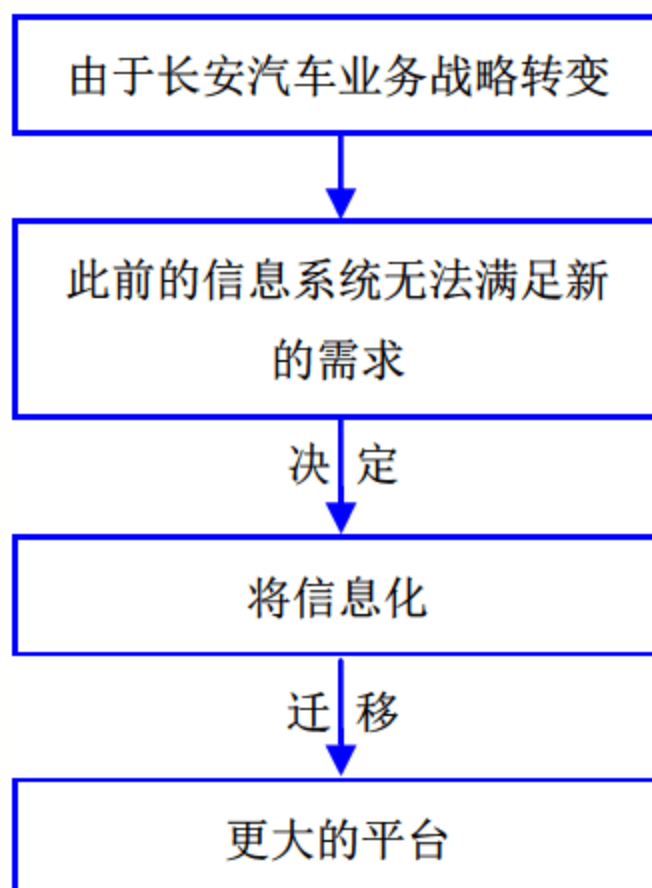 由于长安汽车业务战略转变
此前的信息系统无法满足新
的需求
决 定
将信息化
迁 移
更大的平台